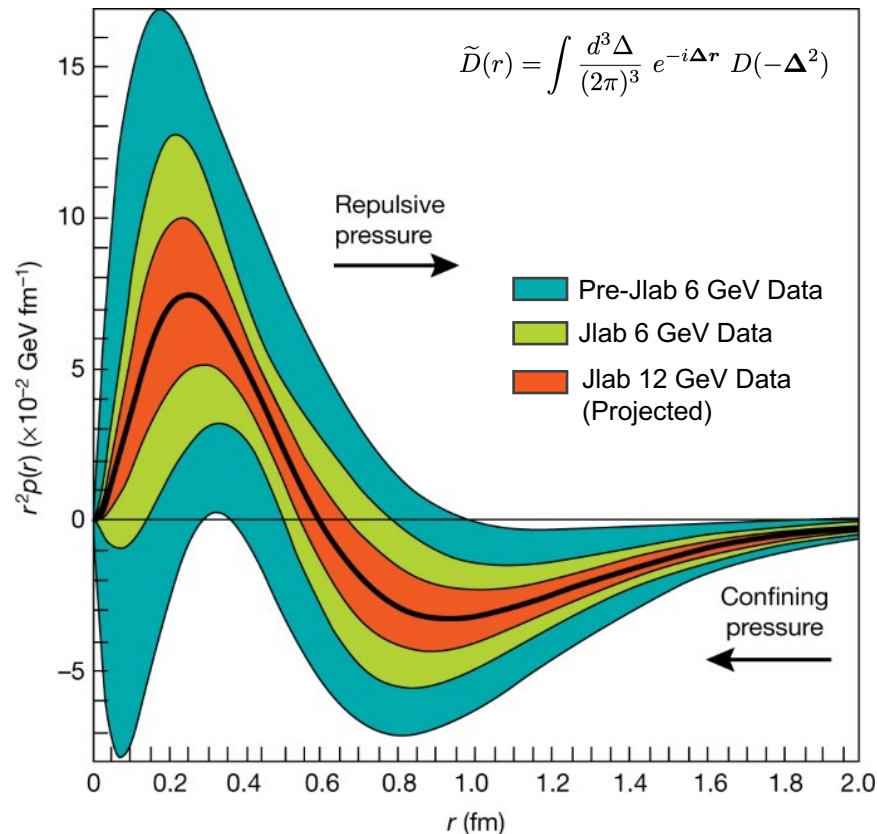 D̃(r) = ∫ d³Δ/(2π)³ e^{-iΔr} D(-Δ²)
Repulsive
pressure
Pre-Jlab 6 GeV Data
Jlab 6 GeV Data
Jlab 12 GeV Data
(Projected)
Confining
pressure
r²p(r) (×10⁻² GeV fm⁻¹)
15
10
5
0
−5
0 0.2 0.4 0.6 0.8 1.0 1.2 1.4 1.6 1.8 2.0
r (fm)